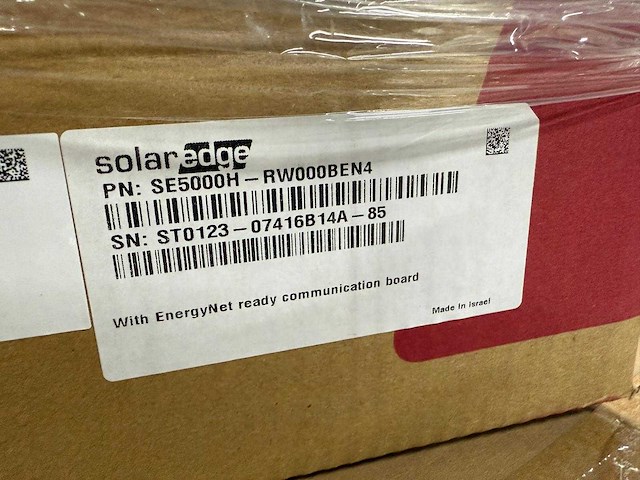 solaredge
PN: SE5000H-RW000BEN4
SN: ST0123-07416B14A-85
With EnergyNet ready communication board
Made in Israel